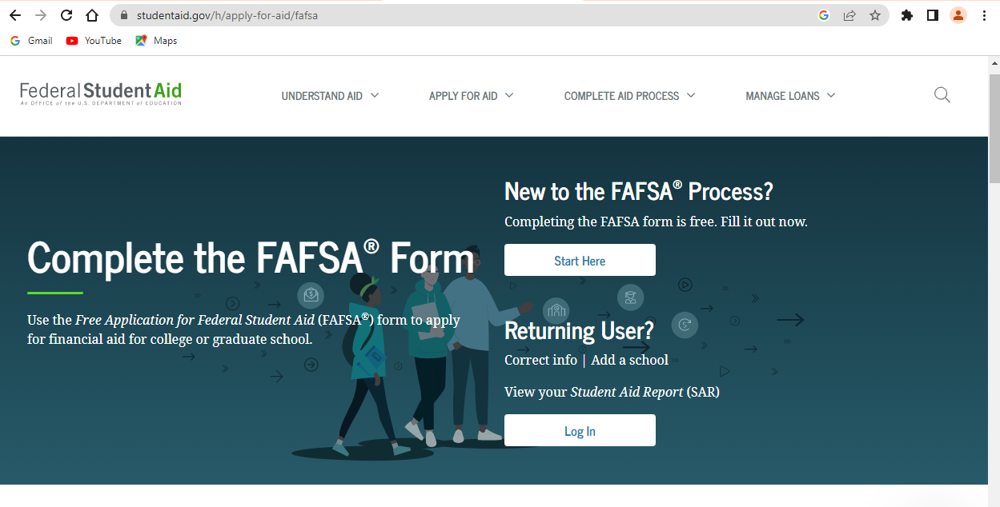 studentaid.gov/h/apply-for-aid/fafsa
Gmail YouTube Maps
Federal Student Aid
An OFFICE of the U.S. DEPARTMENT of EDUCATION
UNDERSTAND AID APPLY FOR AID COMPLETE AID PROCESS MANAGE LOANS
Complete the FAFSA® Form
Use the Free Application for Federal Student Aid (FAFSA®) form to apply
for financial aid for college or graduate school.
New to the FAFSA® Process?
Completing the FAFSA form is free. Fill it out now.
Start Here
Returning User?
Correct info | Add a school
View your Student Aid Report (SAR)
Log In